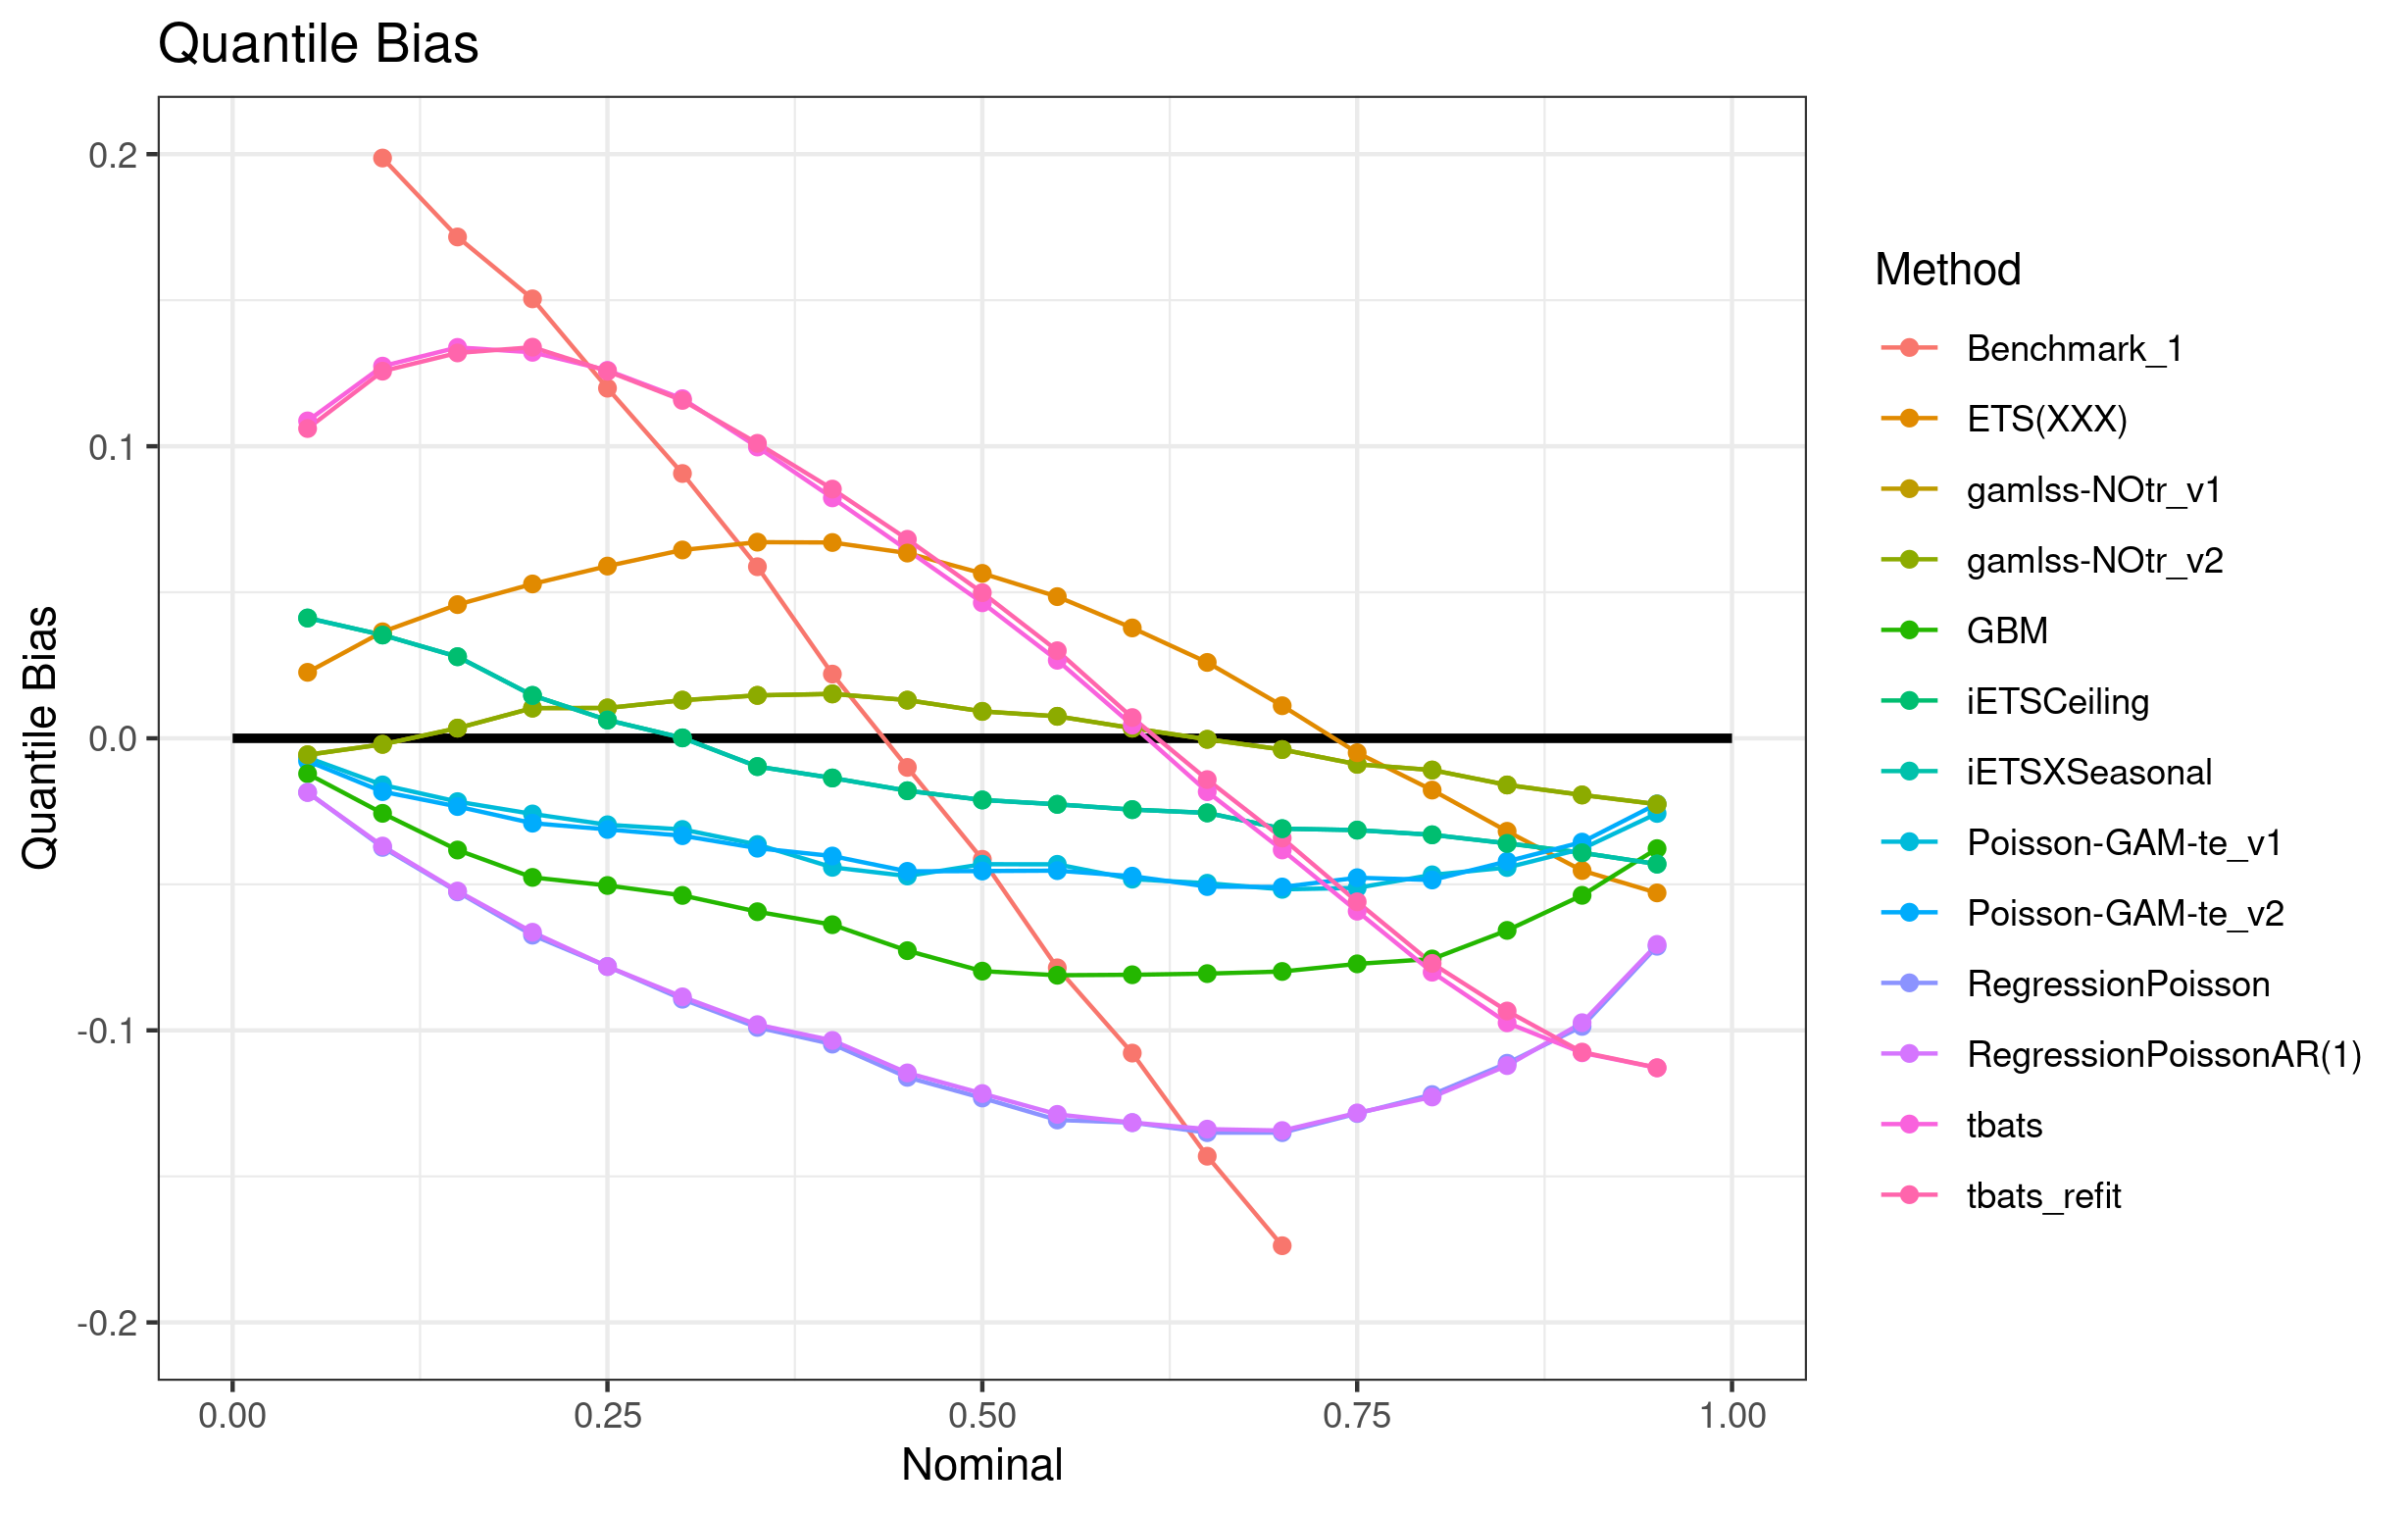 Quantile Bias
Quantile Bias
0.2
0.1
0.0
-0.1
-0.2
0.00 0.25 0.50 0.75 1.00
Nominal
Method
Benchmark_1
ETS(XXX)
gamlss-NOtr_v1
gamlss-NOtr_v2
GBM
iETSCeiling
iETSXSeasonal
Poisson-GAM-te_v1
Poisson-GAM-te_v2
RegressionPoisson
RegressionPoissonAR(1)
tbats
tbats_refit